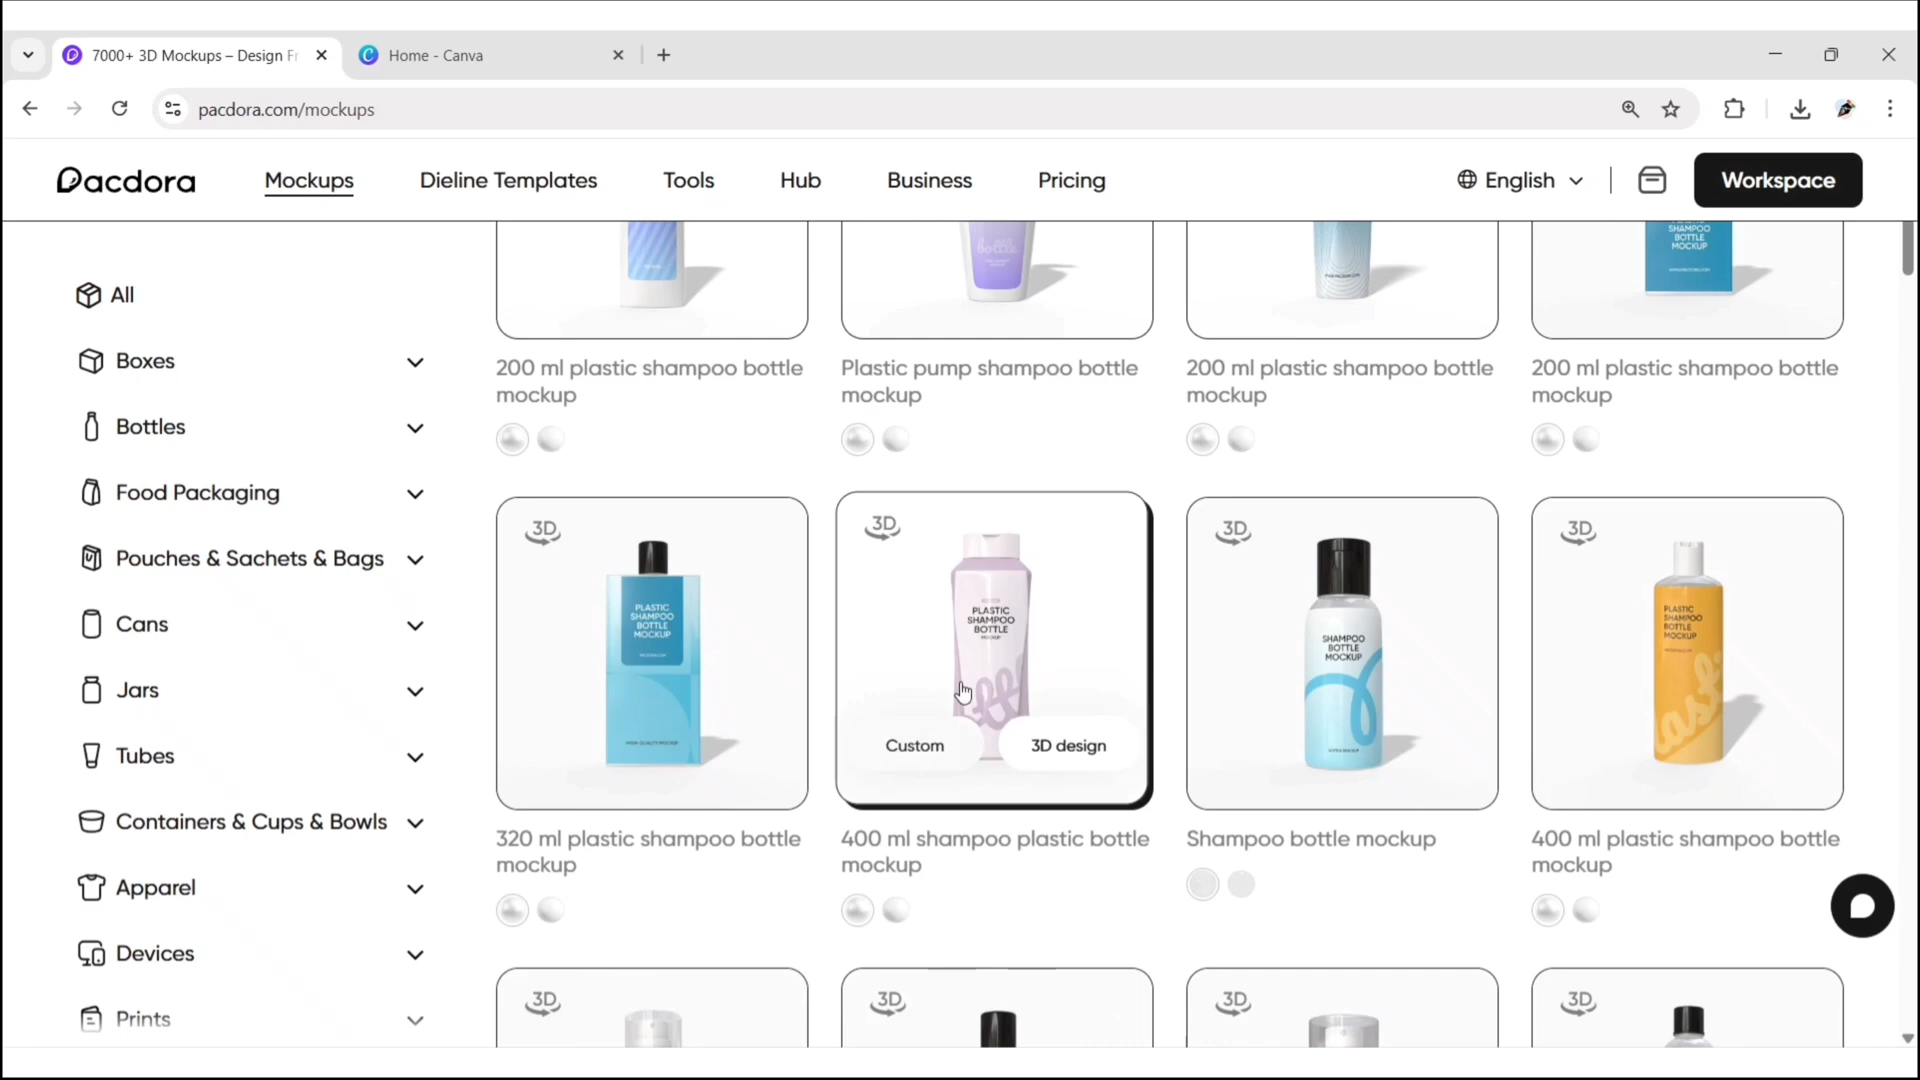 7000+ 3D Mockups – Design Fr
Home - Canva
pacdora.com/mockups
Pacdora
Mockups
Dieline Templates
Tools
Hub
Business
Pricing
English
Workspace
All
Boxes
Bottles
Food Packaging
Pouches & Sachets & Bags
Cans
Jars
Tubes
Containers & Cups & Bowls
Apparel
Devices
Prints
bottle
SHAMPOO
BOTTLE
MOCKUP
200 ml plastic shampoo bottle
mockup
Plastic pump shampoo bottle
mockup
200 ml plastic shampoo bottle
mockup
200 ml plastic shampoo bottle
mockup
3D
PLASTIC
SHAMPOO
BOTTLE
MOCKUP
3D
PLASTIC
SHAMPOO
BOTTLE
MOCKUP
Custom
3D design
3D
SHAMPOO
BOTTLE
MOCKUP
3D
PLASTIC
SHAMPOO
BOTTLE
MOCKUP
320 ml plastic shampoo bottle
mockup
400 ml shampoo plastic bottle
mockup
Shampoo bottle mockup
400 ml plastic shampoo bottle
mockup
3D
3D
3D
3D